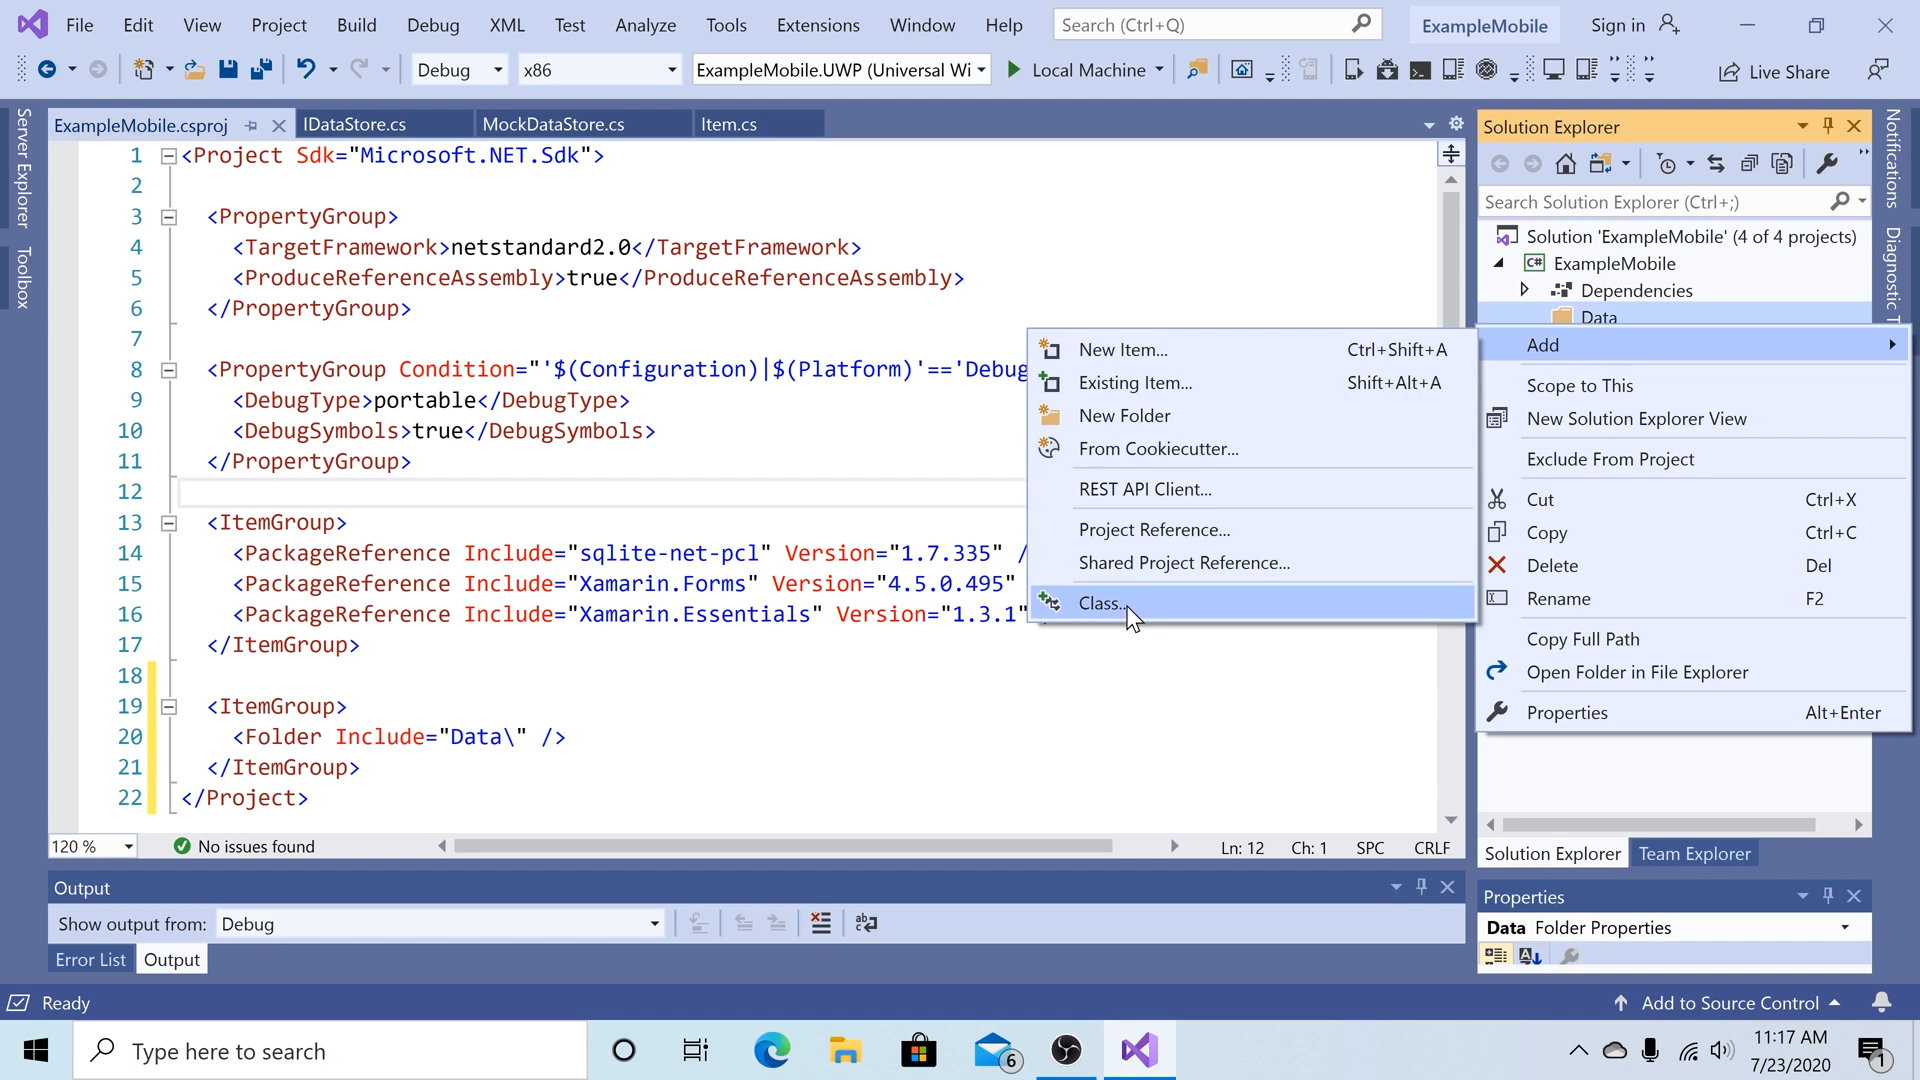 File Edit View Project Build Debug XML Test Analyze Tools Extensions Window Help Search (Ctrl+Q) ExampleMobile Sign in
Debug x86 ExampleMobile.UWP (Universal Wi Local Machine Live Share
Server Explorer
Toolbox
ExampleMobile.csproj IDataStore.cs MockDataStore.cs Item.cs
1 <Project Sdk="Microsoft.NET.Sdk">
2
3 <PropertyGroup>
4 <TargetFramework>netstandard2.0</TargetFramework>
5 <ProduceReferenceAssembly>true</ProduceReferenceAssembly>
6 </PropertyGroup>
7
8 <PropertyGroup Condition="'$(Configuration)|$(Platform)'=='Debug
9 <DebugType>portable</DebugType>
10 <DebugSymbols>true</DebugSymbols>
11 </PropertyGroup>
12
13 <ItemGroup>
14 <PackageReference Include="sqlite-net-pcl" Version="1.7.335" /
15 <PackageReference Include="Xamarin.Forms" Version="4.5.0.495"
16 <PackageReference Include="Xamarin.Essentials" Version="1.3.1"
17 </ItemGroup>
18
19 <ItemGroup>
20 <Folder Include="Data\" />
21 </ItemGroup>
22 </Project>
120 % No issues found Ln: 12 Ch: 1 SPC CRLF
New Item... Ctrl+Shift+A
Existing Item... Shift+Alt+A
New Folder
From Cookiecutter...
REST API Client...
Project Reference...
Shared Project Reference...
Class...
Solution Explorer
Search Solution Explorer (Ctrl+;)
Solution 'ExampleMobile' (4 of 4 projects)
C# ExampleMobile
Dependencies
Data
Add
Scope to This
New Solution Explorer View
Exclude From Project
Cut Ctrl+X
Copy Ctrl+C
Delete Del
Rename F2
Copy Full Path
Open Folder in File Explorer
Properties Alt+Enter
Solution Explorer Team Explorer
Notifications
Diagnostic T
Output
Show output from: Debug
Error List Output
Properties
Data Folder Properties
Ready Add to Source Control
Type here to search
6
11:17 AM
7/23/2020
1